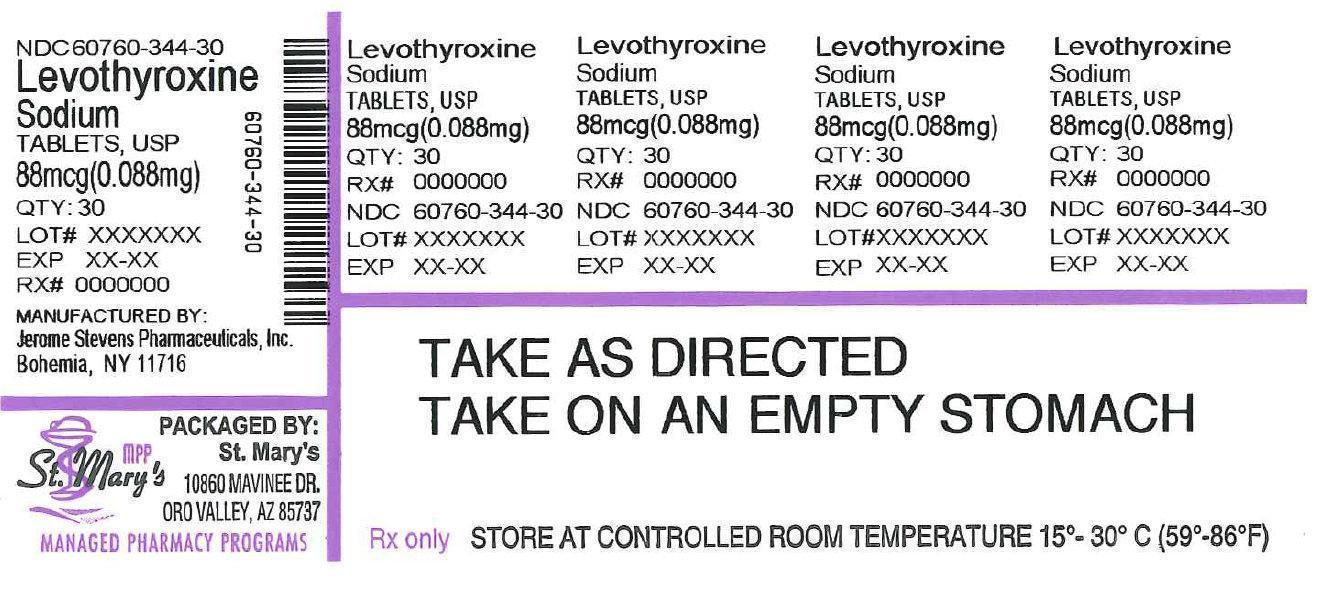 NDC60760-344-30
Levothyroxine
Sodium
TABLETS, USP
88mcg(0.088mg)
QTY: 30
LOT# XXXXXXX
EXP XX-XX
RX# 0000000
60760-344-30
MANUFACTURED BY:
Jerome Stevens Pharmaceuticals, Inc.
Bohemia, NY 11716
MPP
St. Mary's
PACKAGED BY:
St. Mary's
10860 MAVINEE DR.
ORO VALLEY, AZ 85737
MANAGED PHARMACY PROGRAMS
Levothyroxine
Sodium
TABLETS, USP
88mcg(0.088mg)
QTY: 30
RX# 0000000
NDC 60760-344-30
LOT# XXXXXXX
EXP XX-XX
Levothyroxine
Sodium
TABLETS, USP
88mcg(0.088mg)
QTY: 30
RX# 0000000
NDC 60760-344-30
LOT# XXXXXXX
EXP XX-XX
Levothyroxine
Sodium
TABLETS, USP
88mcg(0.088mg)
QTY: 30
RX# 0000000
NDC 60760-344-30
LOT#XXXXXXX
EXP XX-XX
Levothyroxine
Sodium
TABLETS, USP
88mcg(0.088mg)
QTY: 30
RX# 0000000
NDC 60760-344-30
LOT# XXXXXXX
EXP XX-XX
TAKE AS DIRECTED
TAKE ON AN EMPTY STOMACH
Rx only STORE AT CONTROLLED ROOM TEMPERATURE 15°- 30° C (59°-86°F)